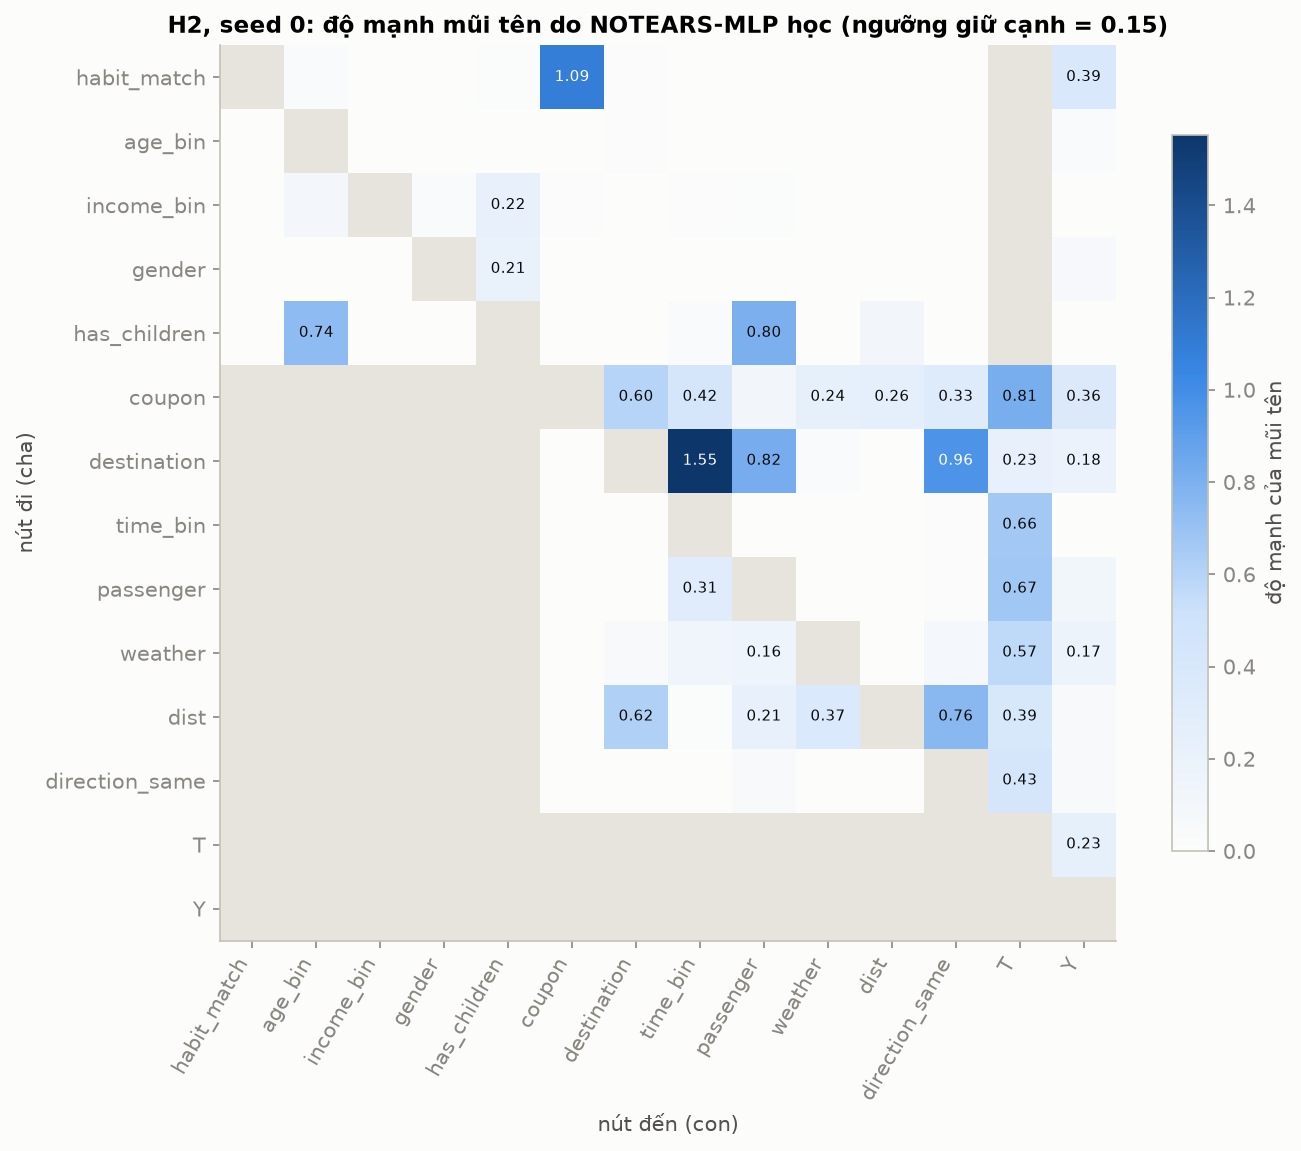 H2, seed 0: độ mạnh mũi tên do NOTEARS-MLP học (ngưỡng giữ cạnh = 0.15)
nút đi (cha)
habit_match 1.09 0.39
age_bin
income_bin 0.22
gender 0.21
has_children 0.74 0.80
coupon 0.60 0.42 0.24 0.26 0.33 0.81 0.36
destination 1.55 0.82 0.96 0.23 0.18
time_bin 0.66
passenger 0.31 0.67
weather 0.16 0.57 0.17
dist 0.62 0.21 0.37 0.76 0.39
direction_same 0.43
T 0.23
Y
habit_match age_bin income_bin gender has_children coupon destination time_bin passenger weather dist direction_same T Y
nút đến (con)
1.4
1.2
1.0
0.8
0.6
0.4
0.2
0.0
độ mạnh của mũi tên